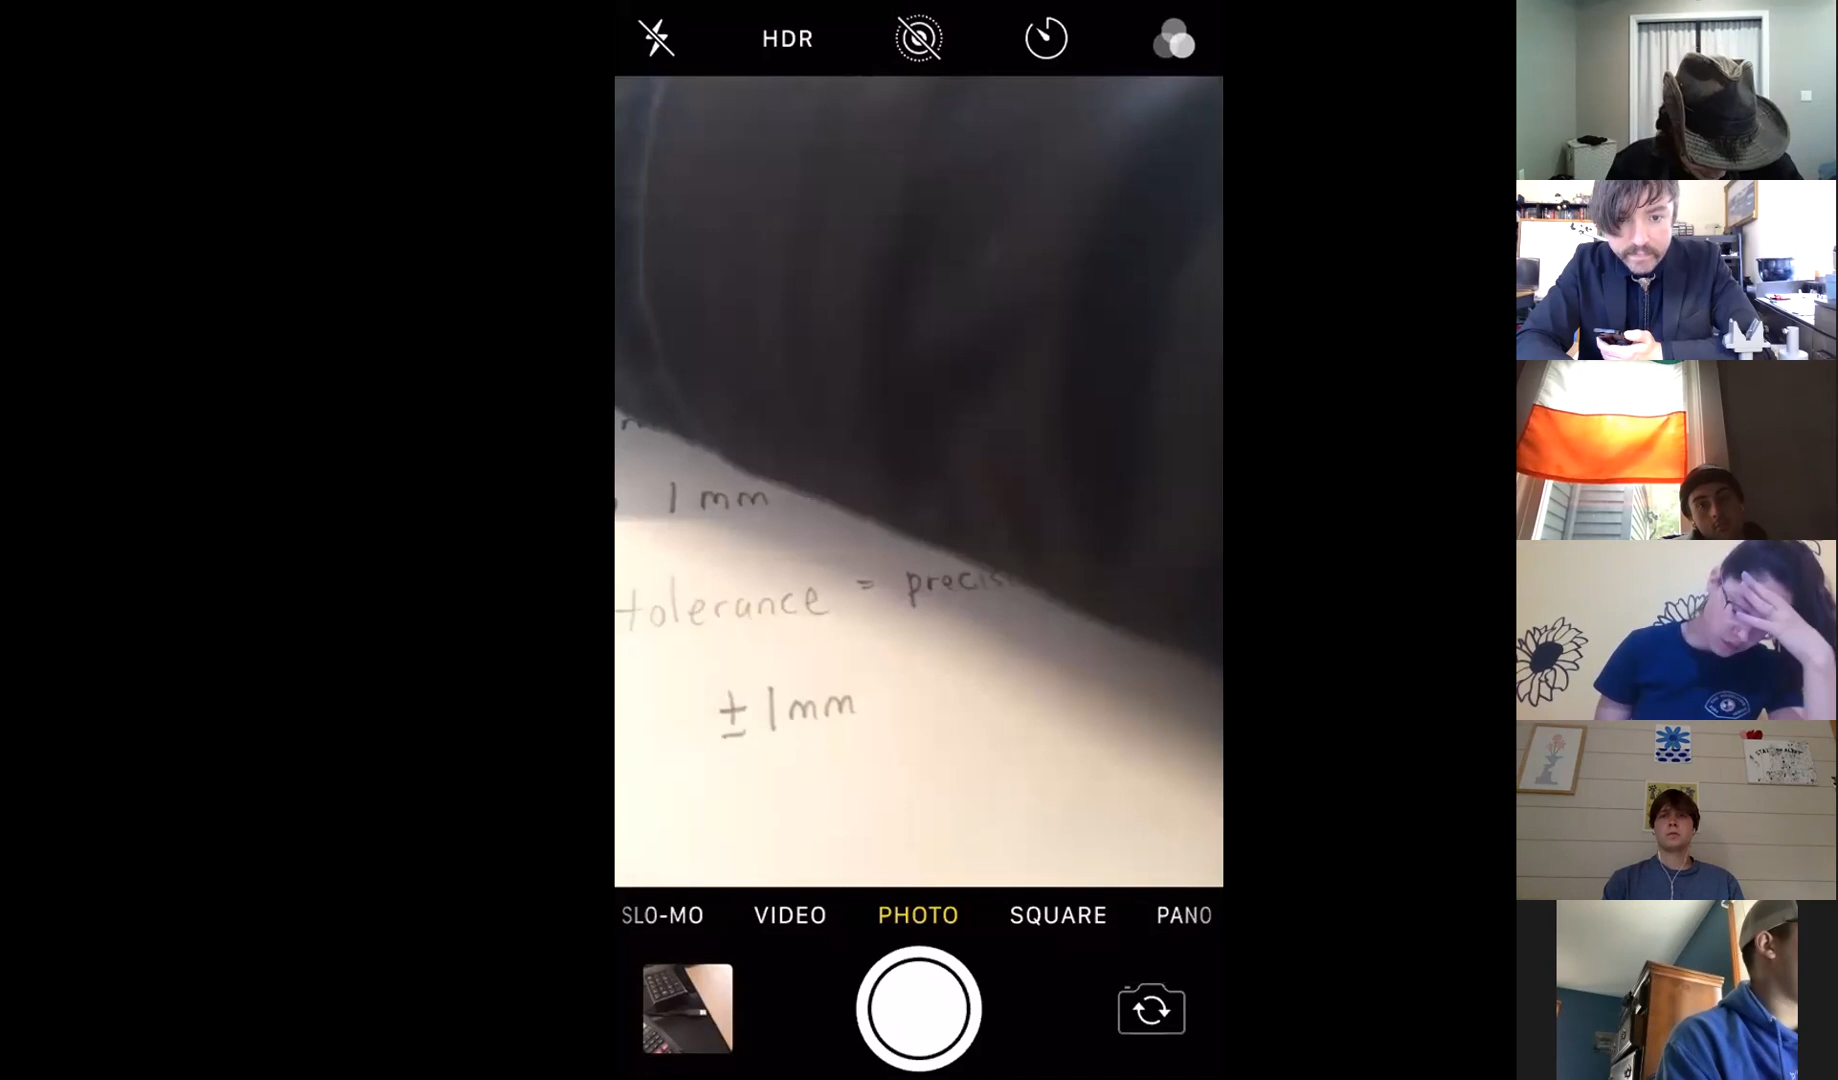 HDR
1 mm
tolerance = precis
± 1mm
SLO-MO VIDEO PHOTO SQUARE PANO